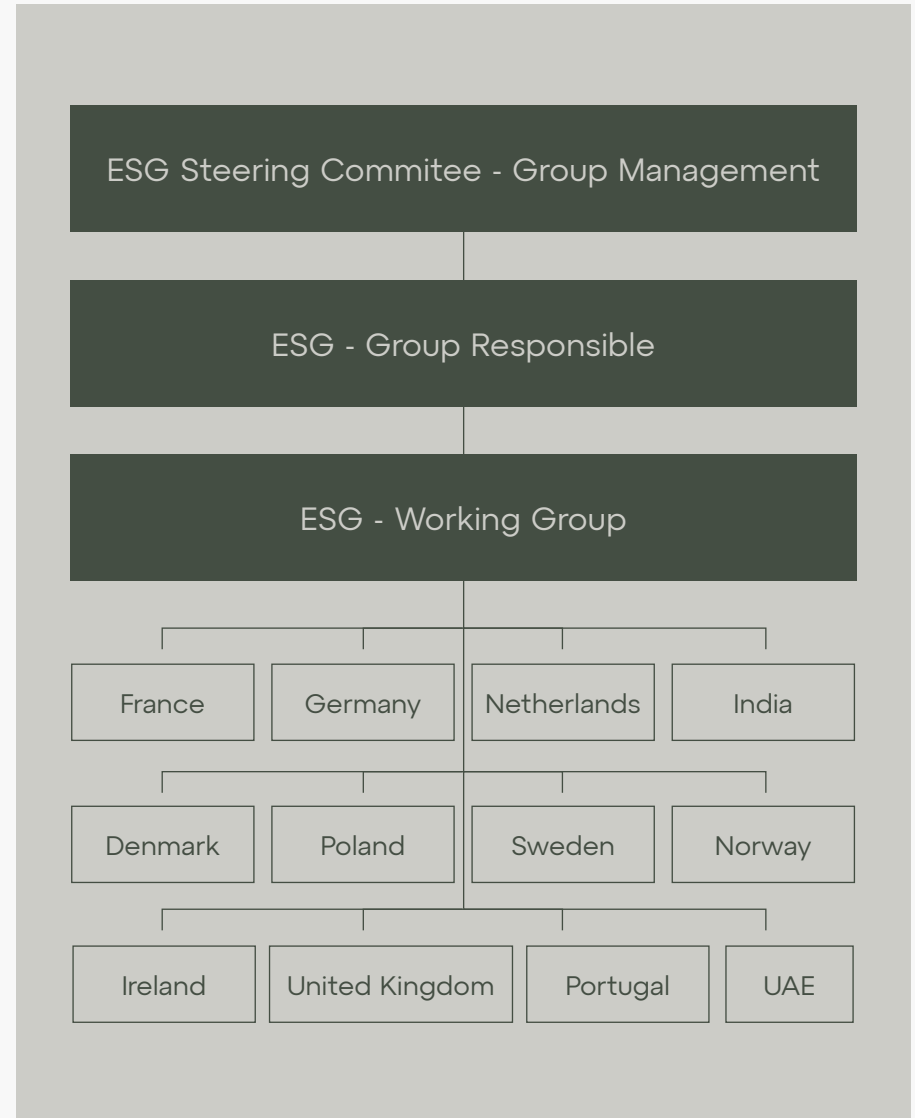 ESG Steering Commitee - Group Management
ESG - Group Responsible
ESG - Working Group
France
Germany
Netherlands
India
Denmark
Poland
Sweden
Norway
Ireland
United Kingdom
Portugal
UAE